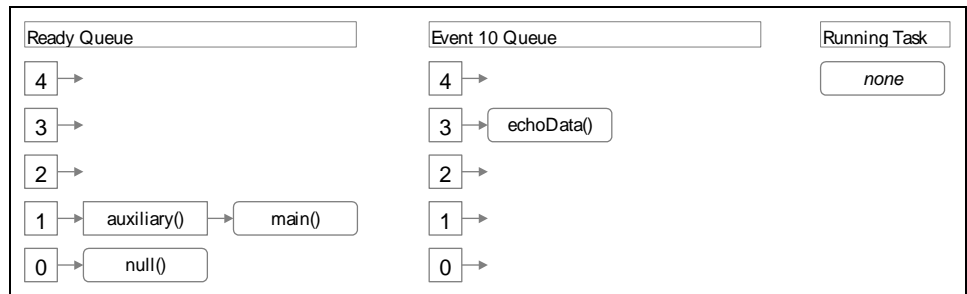 Ready Queue Event 10 Queue Running Task
4 4 none
3 3 echoData()
2 2
1 auxiliary() main() 1
0 null() 0